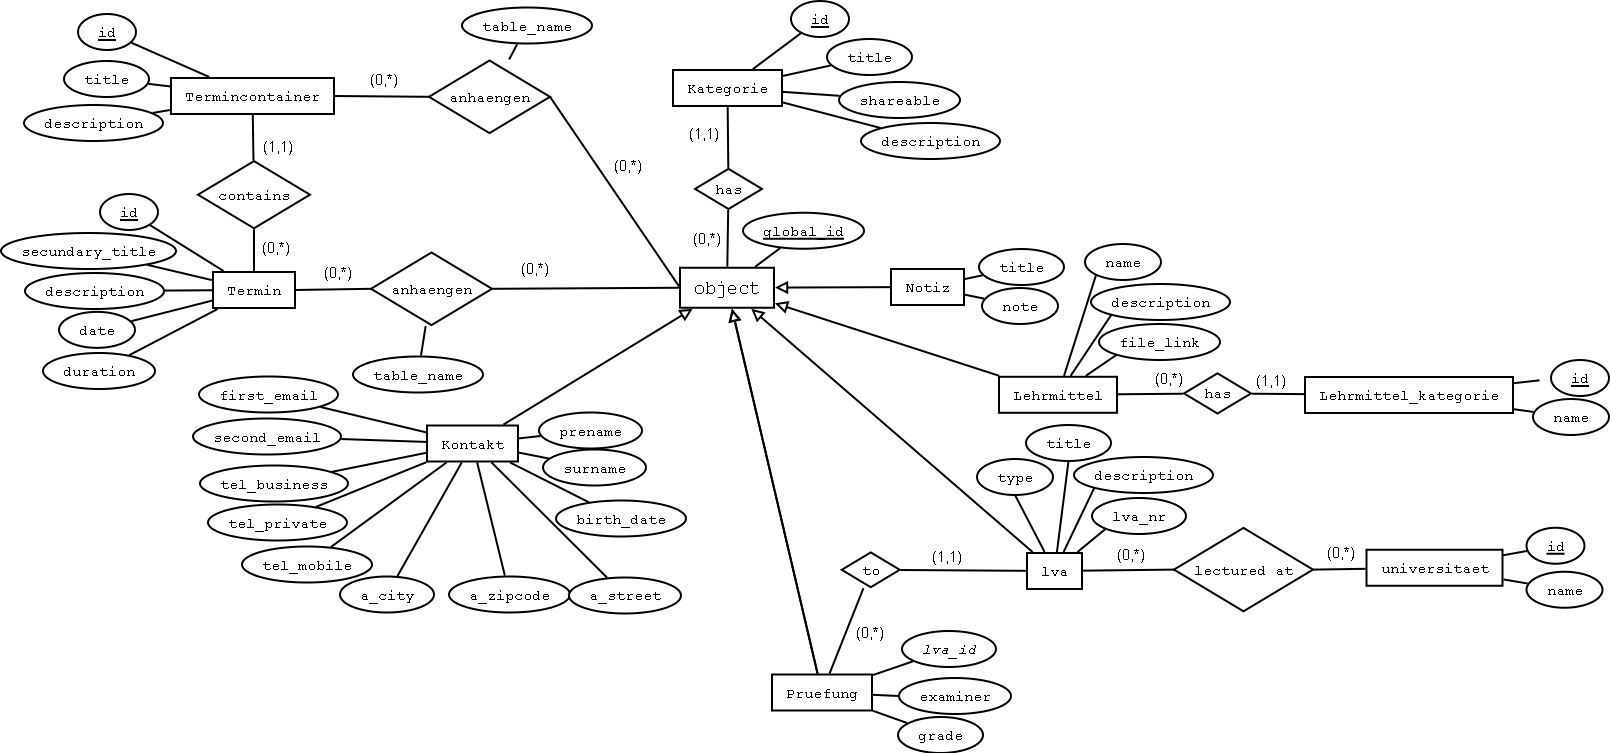 id
table_name
id
title
Termincontainer
(0,*)
anhaengen
title
Kategorie
shareable
description
(1,1)
description
(1,1)
(0,*)
contains
has
id
(0,*)
(0,*)
global_id
secundary_title
(0,*)
(0,*)
description
Termin
anhaengen
object
Notiz
title
note
name
description
file_link
date
duration
table_name
first_email
second_email
Kontakt
prename
surname
tel_business
tel_private
birth_date
tel_mobile
a_city
a_zipcode
a_street
Lehrmittel
(0,*)
has
(1,1)
Lehrmittel_kategorie
id
name
title
type
description
lva_nr
to
(1,1)
lva
(0,*)
lectured at
(0,*)
universitaet
id
name
(0,*)
lva_id
Pruefung
examiner
grade